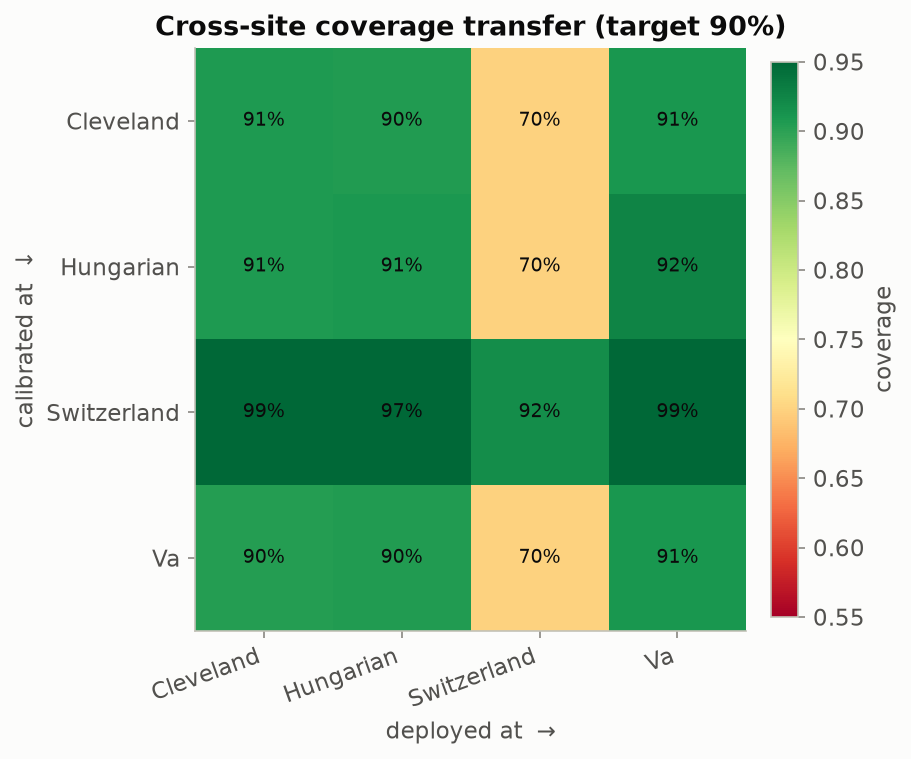 Cross-site coverage transfer (target 90%)
calibrated at →
Cleveland 91% 90% 70% 91%
Hungarian 91% 91% 70% 92%
Switzerland 99% 97% 92% 99%
Va 90% 90% 70% 91%
Cleveland Hungarian Switzerland Va
deployed at →
0.95
0.90
0.85
0.80
0.75
0.70
0.65
0.60
0.55
coverage